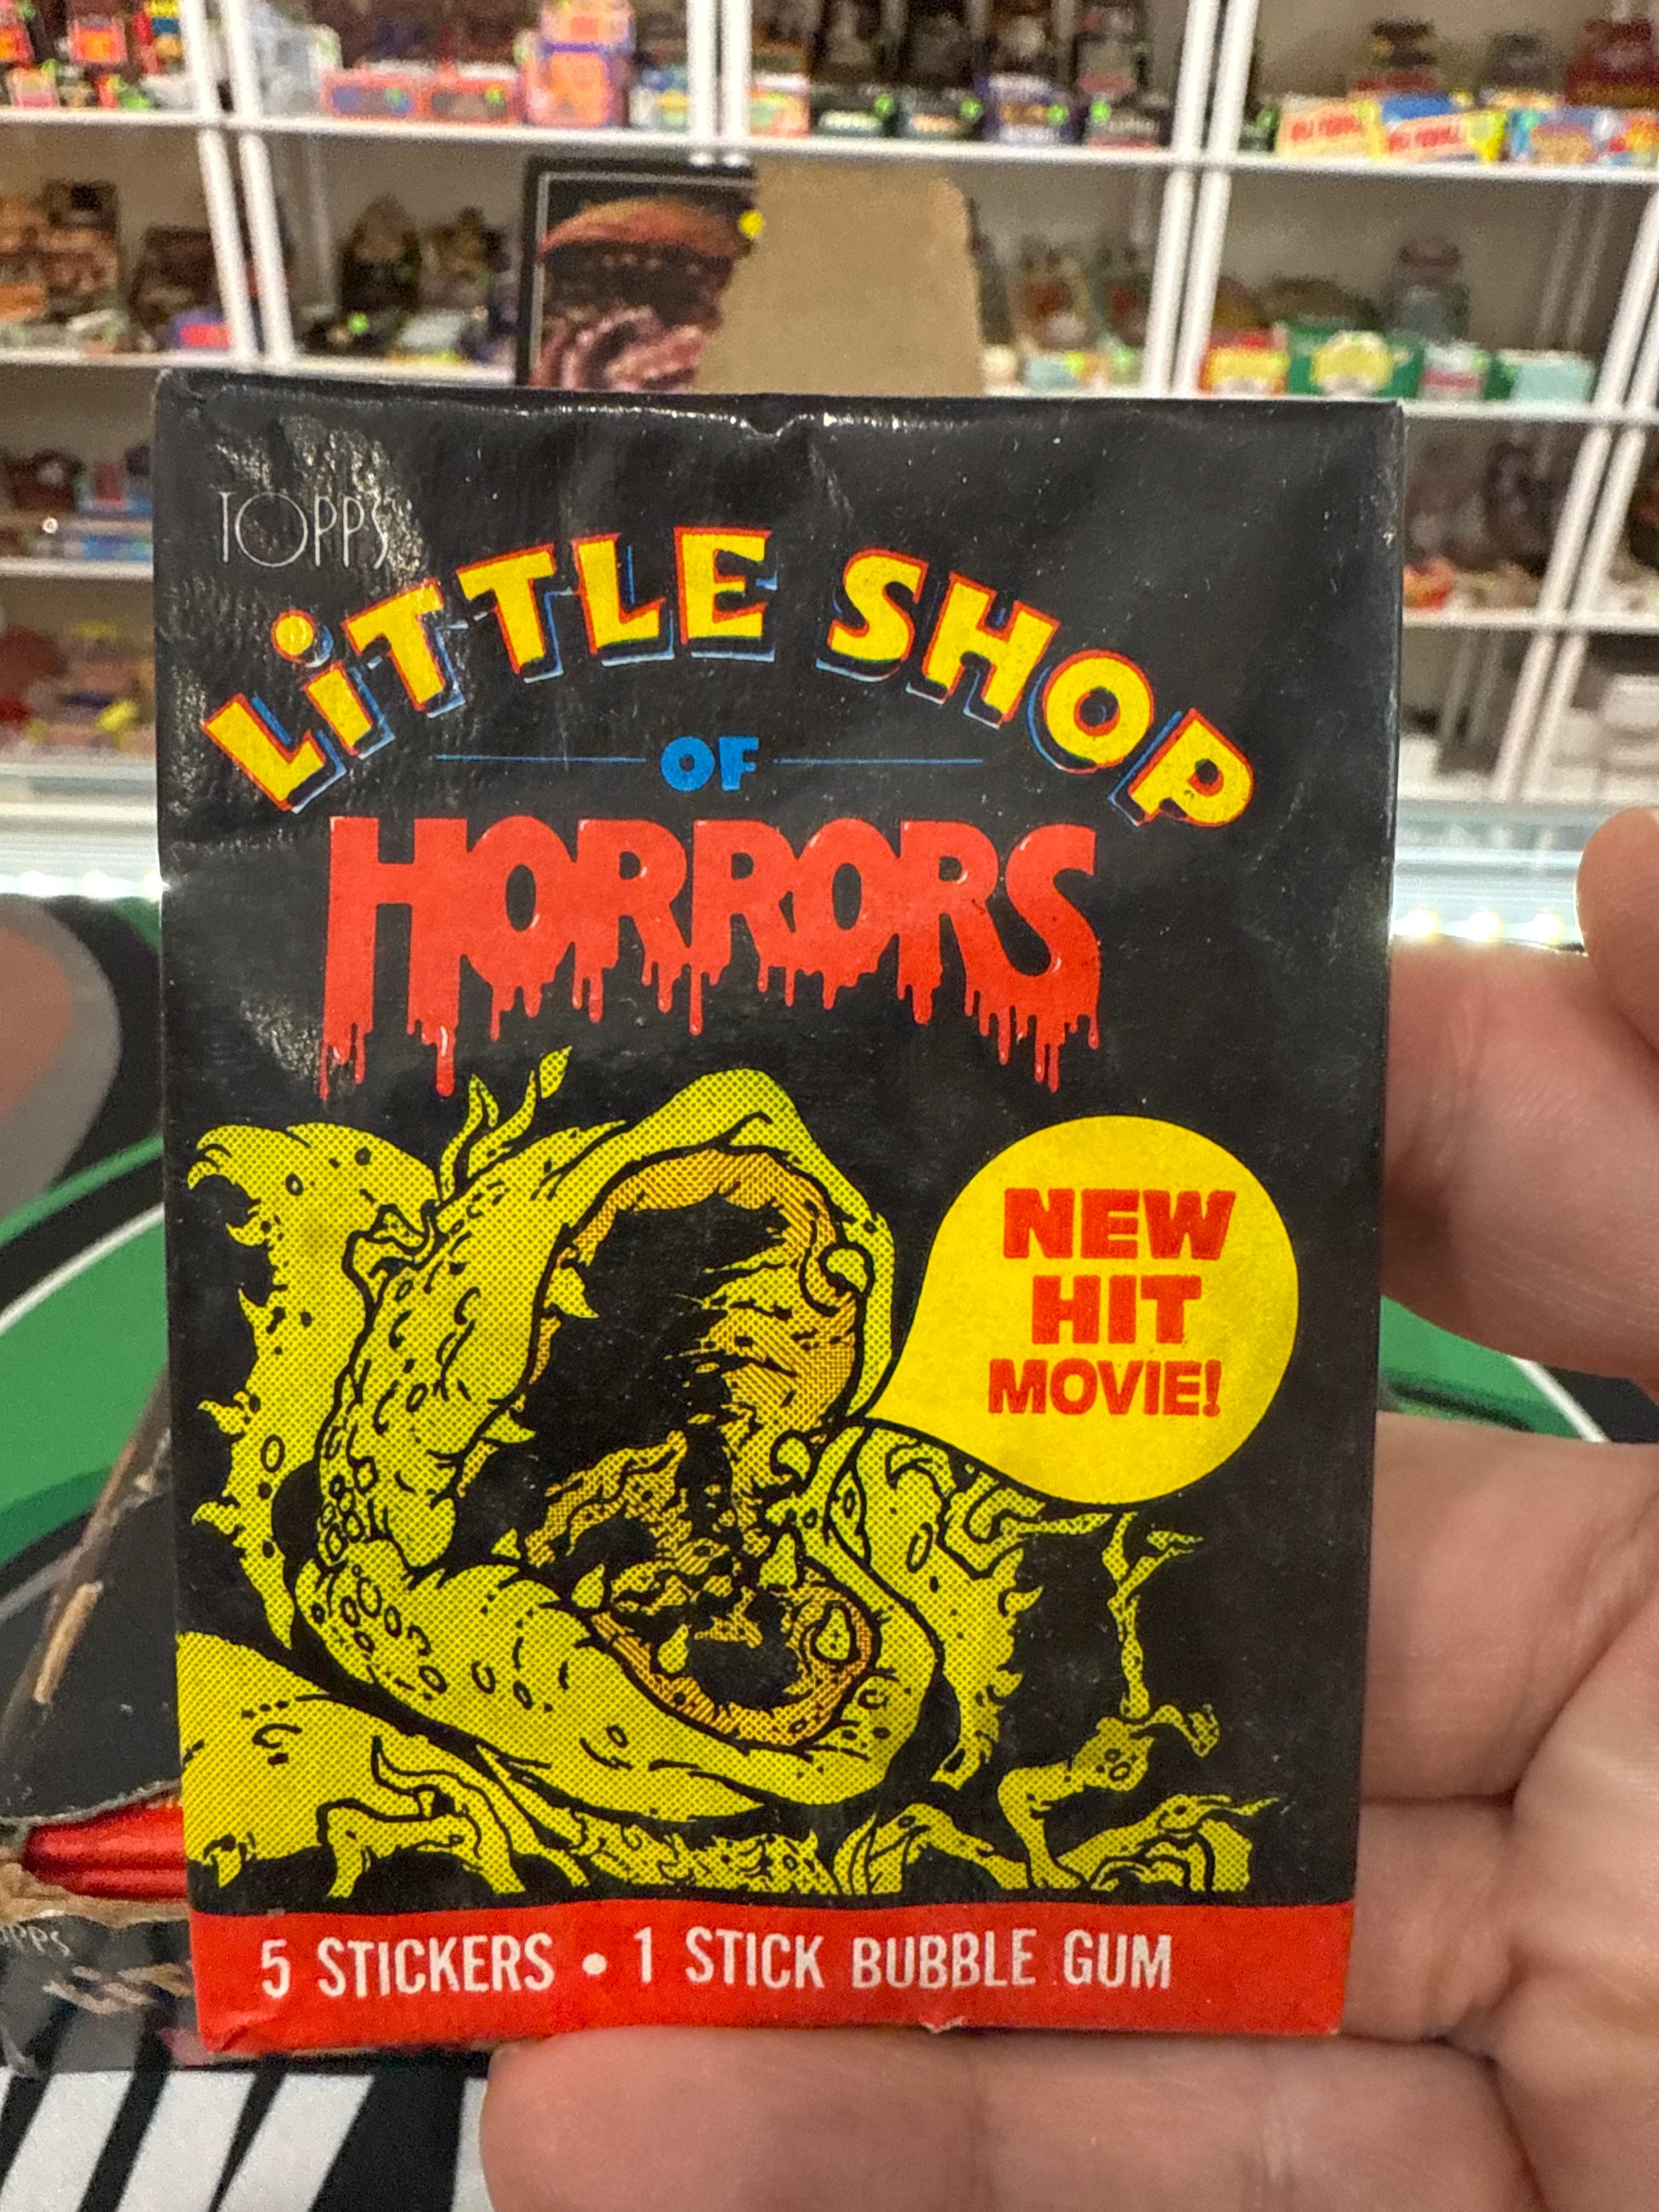 TOPPS
LiTTLE SHOP
OF
HORRORS
NEW
HIT
MOVIE!
5 STICKERS • 1 STICK BUBBLE GUM